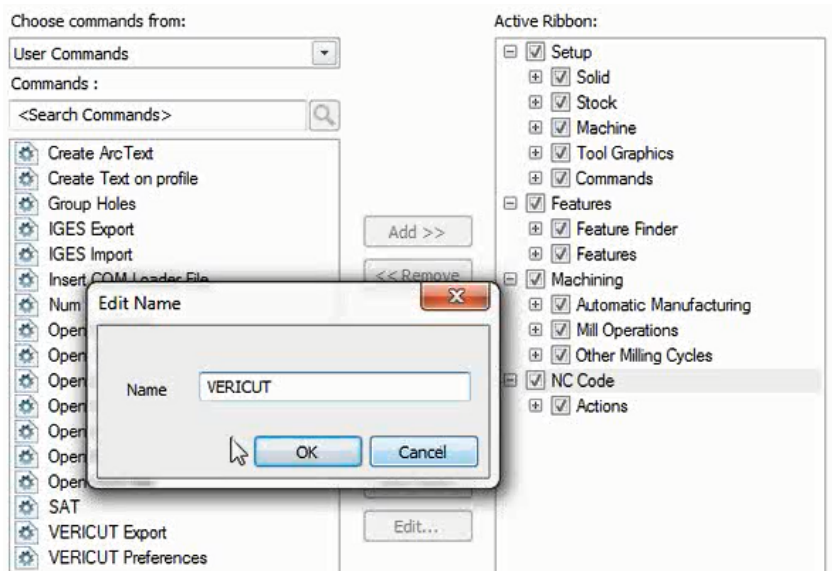 Choose commands from:
User Commands
Commands :
<Search Commands>
Create ArcText
Create Text on profile
Group Holes
IGES Export
IGES Import
Insert COM Loader File
Num
Open
Open
Open
Open
Open
Open
Open
SAT
VERICUT Export
VERICUT Preferences
Add >>
<< Remove
Edit...
Edit Name
Name VERICUT
OK Cancel
Active Ribbon:
Setup
Solid
Stock
Machine
Tool Graphics
Commands
Features
Feature Finder
Features
Machining
Automatic Manufacturing
Mill Operations
Other Milling Cycles
NC Code
Actions